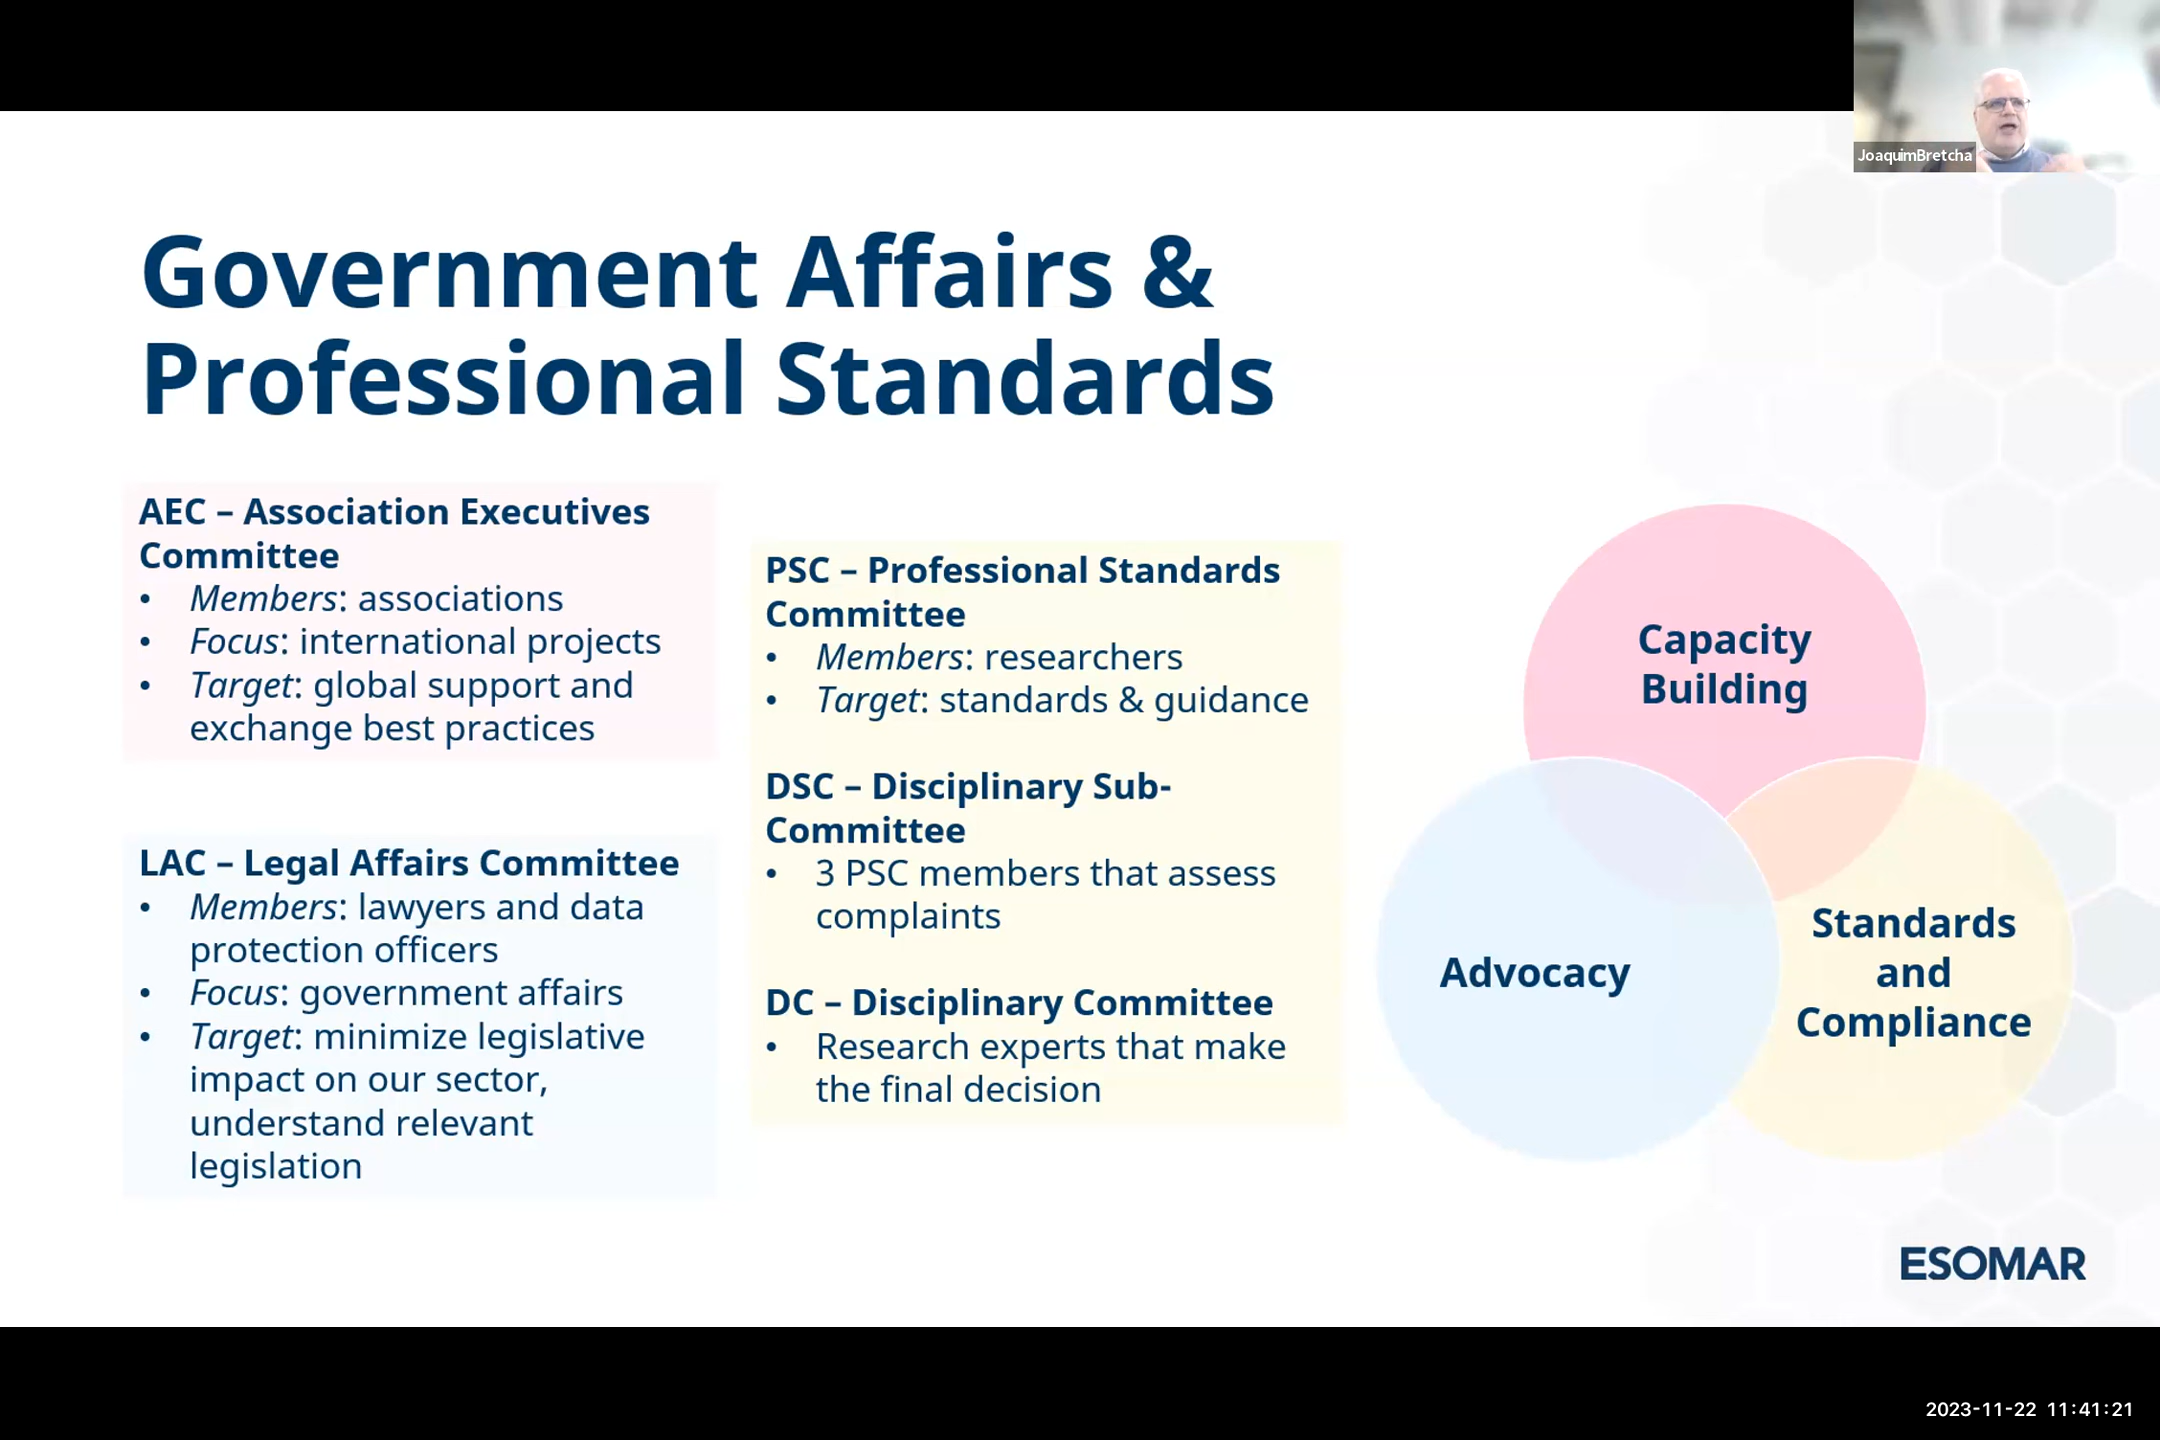 JoaquimBretcha
Government Affairs &
Professional Standards
AEC – Association Executives
Committee
• Members: associations
• Focus: international projects
• Target: global support and
exchange best practices
LAC – Legal Affairs Committee
• Members: lawyers and data
protection officers
• Focus: government affairs
• Target: minimize legislative
impact on our sector,
understand relevant
legislation
PSC – Professional Standards
Committee
• Members: researchers
• Target: standards & guidance
DSC – Disciplinary Sub-
Committee
• 3 PSC members that assess
complaints
DC – Disciplinary Committee
• Research experts that make
the final decision
Capacity
Building
Advocacy
Standards
and
Compliance
ESOMAR
2023-11-22 11:41:21